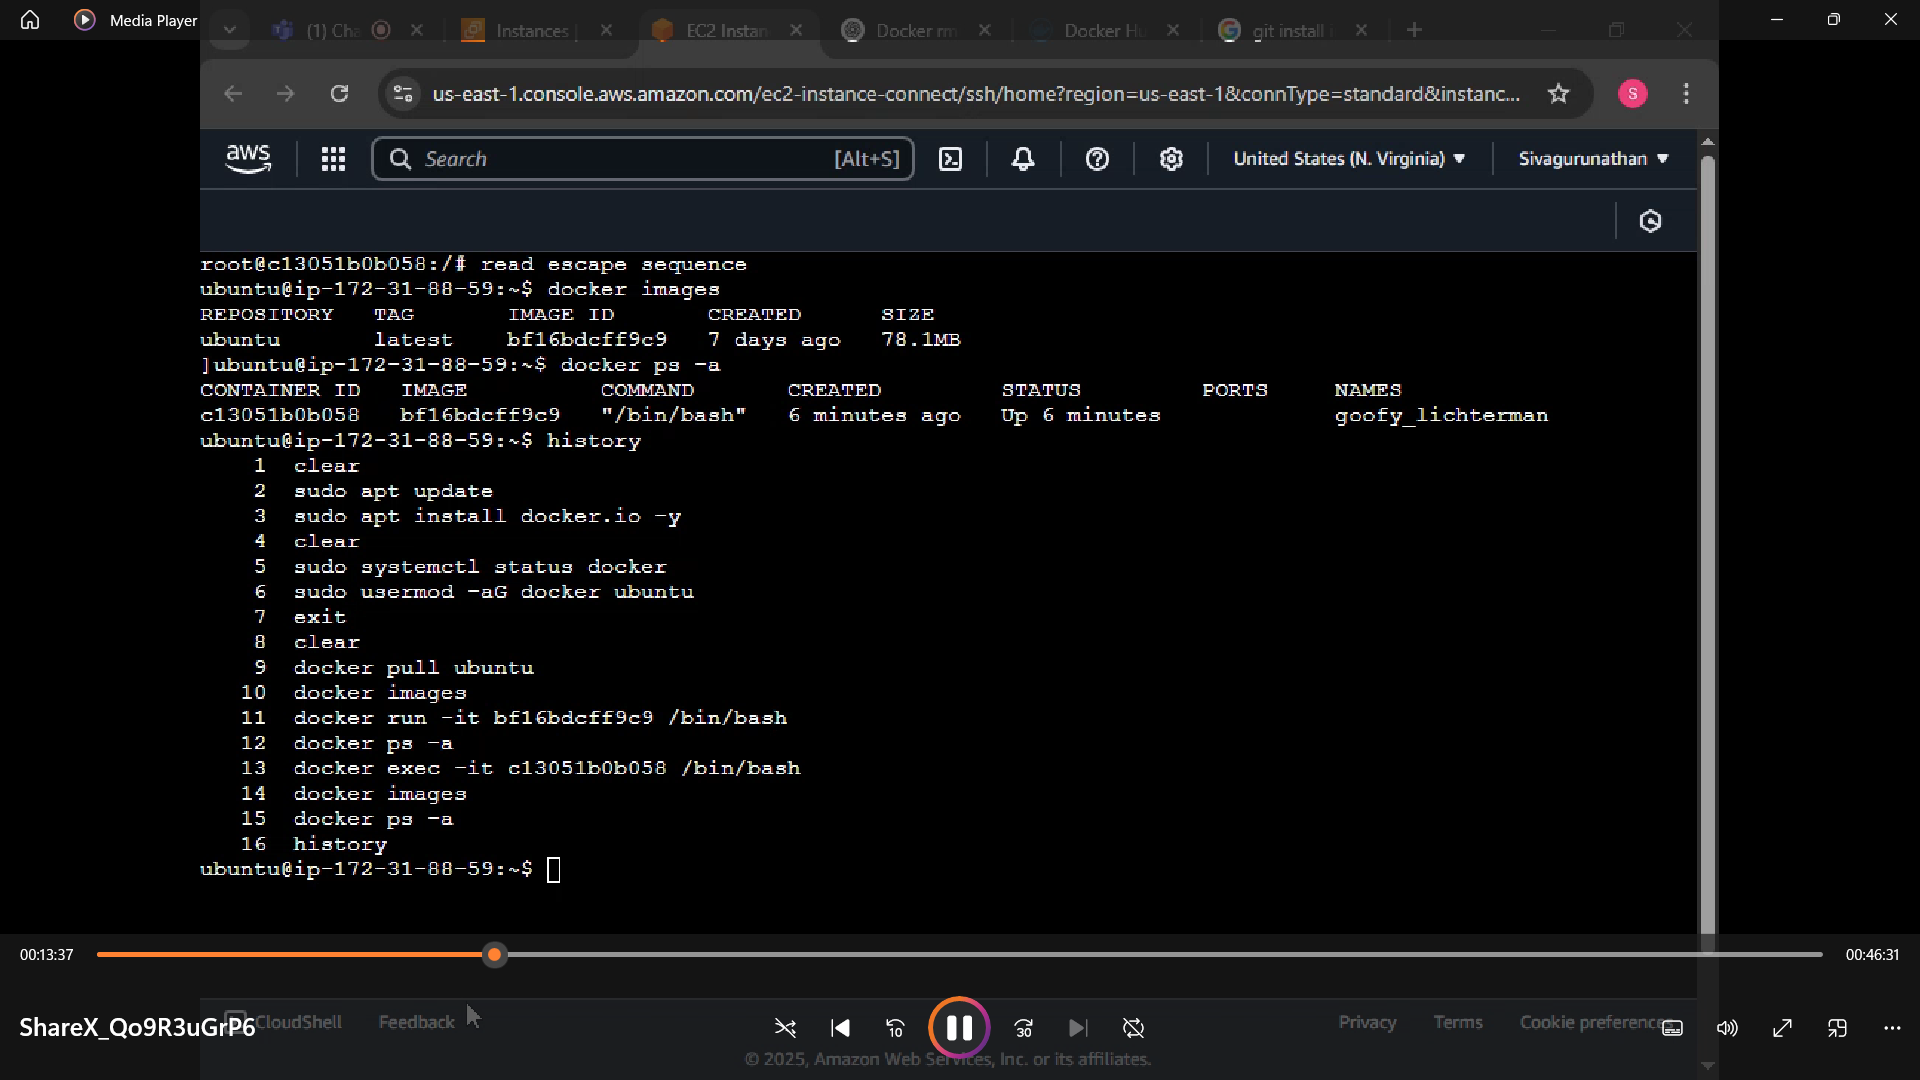 Media Player
(1) Cha
Instances |
EC2 Instan
Docker rm
Docker Hu
git install i
us-east-1.console.aws.amazon.com/ec2-instance-connect/ssh/home?region=us-east-1&connType=standard&instanc...
S
aws
Search
[Alt+S]
United States (N. Virginia)
Sivagurunathan
root@c13051b0b058:/# read escape sequence
ubuntu@ip-172-31-88-59:~$ docker images
REPOSITORY TAG IMAGE ID CREATED SIZE
ubuntu latest bf16bdcff9c9 7 days ago 78.1MB
]ubuntu@ip-172-31-88-59:~$ docker ps -a
CONTAINER ID IMAGE COMMAND CREATED STATUS PORTS NAMES
c13051b0b058 bf16bdcff9c9 "/bin/bash" 6 minutes ago Up 6 minutes goofy_lichterman
ubuntu@ip-172-31-88-59:~$ history
1 clear
2 sudo apt update
3 sudo apt install docker.io -y
4 clear
5 sudo systemctl status docker
6 sudo usermod -aG docker ubuntu
7 exit
8 clear
9 docker pull ubuntu
10 docker images
11 docker run -it bf16bdcff9c9 /bin/bash
12 docker ps -a
13 docker exec -it c13051b0b058 /bin/bash
14 docker images
15 docker ps -a
16 history
ubuntu@ip-172-31-88-59:~$
00:13:37
00:46:31
ShareX_Qo9R3uGrP6
CloudShell
Feedback
10
30
Privacy
Terms
Cookie preferences
© 2025, Amazon Web Services, Inc. or its affiliates.